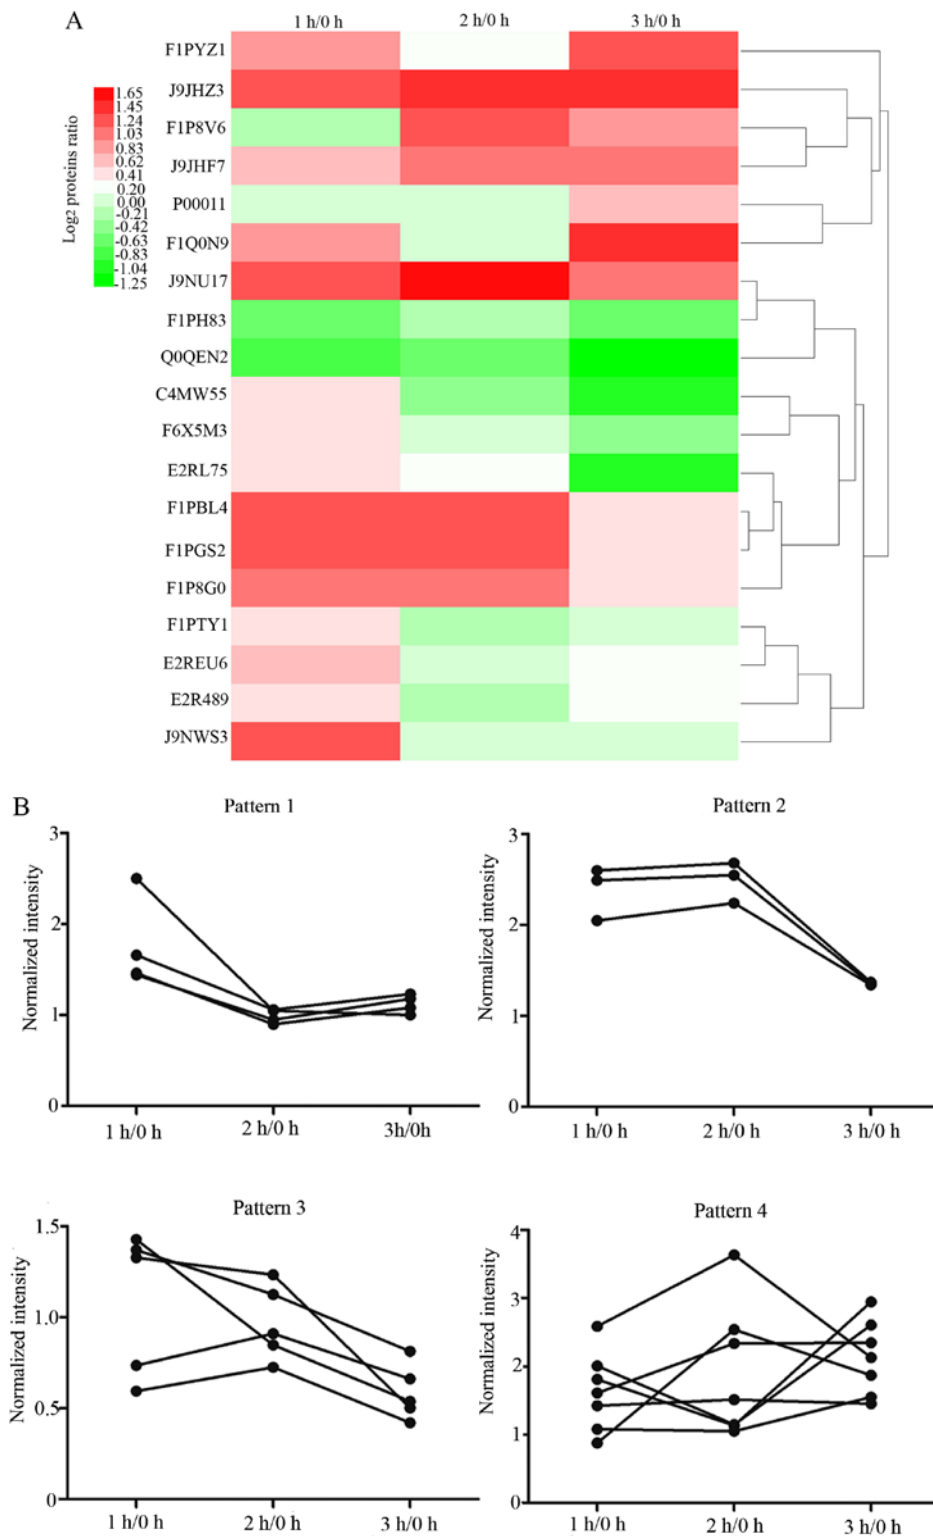 A
1 h/0 h 2 h/0 h 3 h/0 h
F1PYZ1
J9JHZ3
F1P8V6
J9JHF7
P00011
F1Q0N9
J9NU17
F1PH83
Q0QEN2
C4MW55
F6X5M3
E2RL75
F1PBL4
F1PGS2
F1P8G0
F1PTY1
E2REU6
E2R489
J9NWS3
Log2 proteins ratio
1.65
1.45
1.24
1.03
0.83
0.62
0.41
0.20
0.00
-0.21
-0.42
-0.63
-0.83
-1.04
-1.25
B
Pattern 1
Normalized intensity
3
2
1
0
1 h/0 h 2 h/0 h 3h/0h
Pattern 2
Normalized intensity
3
2
1
0
1 h/0 h 2 h/0 h 3 h/0 h
Pattern 3
Normalized intensity
1.5
1.0
0.5
0
1 h/0 h 2 h/0 h 3 h/0 h
Pattern 4
Normalized intensity
4
3
2
1
0
1 h/0 h 2 h/0 h 3 h/0 h